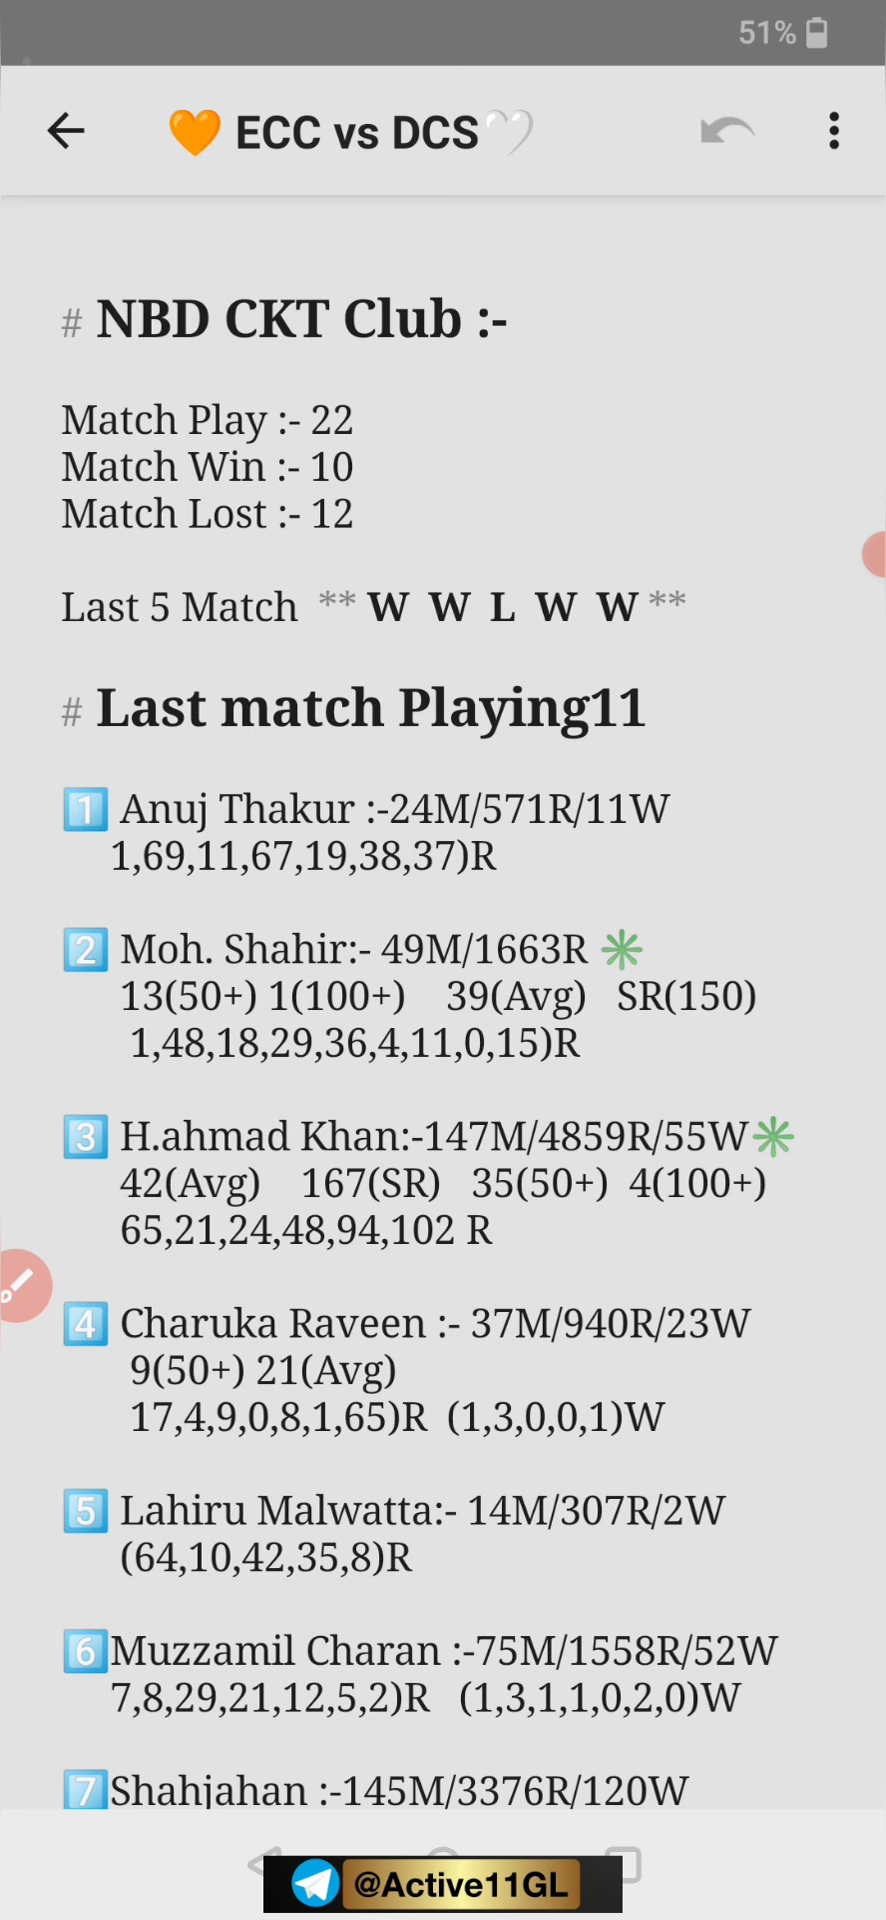 51%
🧡 ECC vs DCS🤍
# NBD CKT Club :-
Match Play :- 22
Match Win :- 10
Match Lost :- 12
Last 5 Match ** W W L W W **
# Last match Playing11
1️⃣ Anuj Thakur :-24M/571R/11W
1,69,11,67,19,38,37)R
2️⃣ Moh. Shahir:- 49M/1663R ✳
13(50+) 1(100+) 39(Avg) SR(150)
1,48,18,29,36,4,11,0,15)R
3️⃣ H.ahmad Khan:-147M/4859R/55W✳
42(Avg) 167(SR) 35(50+) 4(100+)
65,21,24,48,94,102 R
4️⃣ Charuka Raveen :- 37M/940R/23W
9(50+) 21(Avg)
17,4,9,0,8,1,65)R (1,3,0,0,1)W
5️⃣ Lahiru Malwatta:- 14M/307R/2W
(64,10,42,35,8)R
6️⃣Muzzamil Charan :-75M/1558R/52W
7,8,29,21,12,5,2)R (1,3,1,1,0,2,0)W
7️⃣Shahjahan :-145M/3376R/120W
@Active11GL